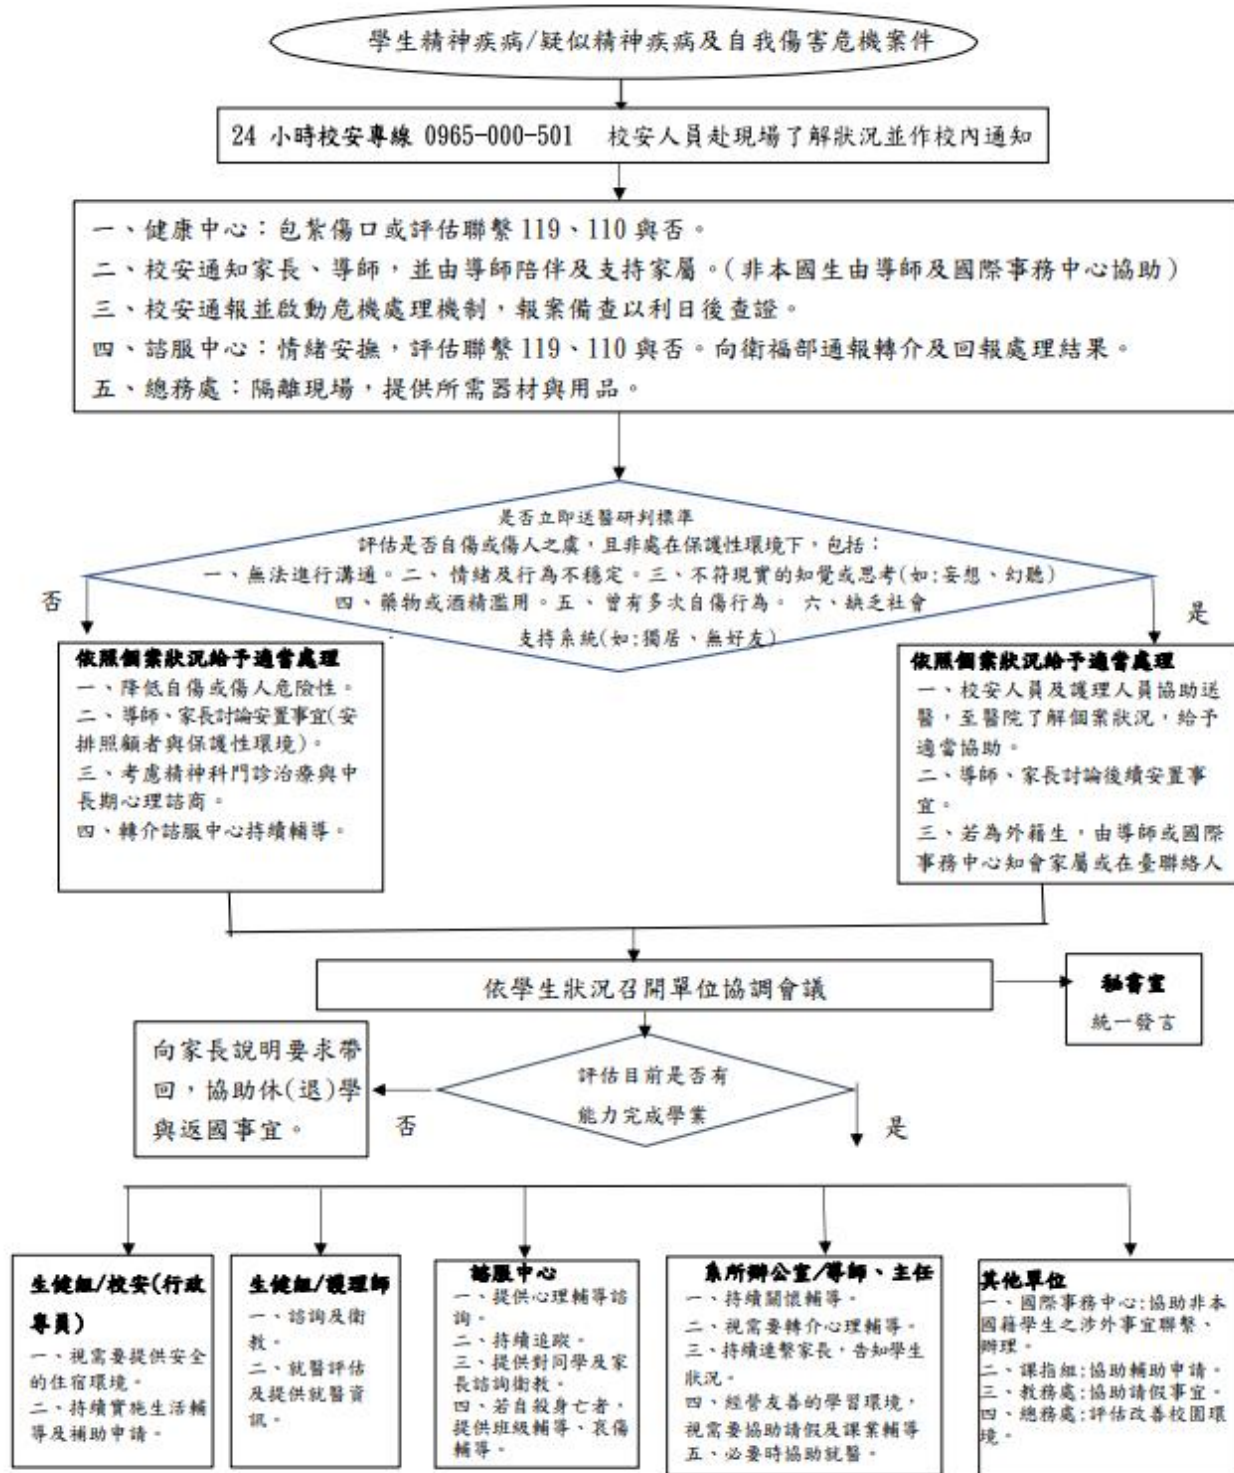 學生精神疾病/疑似精神疾病及自我傷害危機案件
24 小時校安專線 0965-000-501 校安人員赴現場了解狀況並作校內通知
一、健康中心：包紮傷口或評估聯繫 119、110 與否。
二、校安通知家長、導師，並由導師陪伴及支持家屬。(非本國生由導師及國際事務中心協助)
三、校安通報並啟動危機處理機制，報案備查以利日後查證。
四、諮服中心：情緒安撫，評估聯繫 119、110 與否。向衛福部通報轉介及回報處理結果。
五、總務處：隔離現場，提供所需器材與用品。
是否立即送醫研判標準
評估是否自傷或傷人之虞，且非處在保護性環境下，包括：
一、無法進行溝通。二、 情緒及行為不穩定。三、不符現實的知覺或思考(如:妄想、幻聽)
四、藥物或酒精濫用。五、曾有多次自傷行為。 六、缺乏社會
支持系統(如:獨居、無好友)
否
是
依照個案狀況給予適當處理
一、降低自傷或傷人危險性。
二、導師、家長討論安置事宜(安
排照顧者與保護性環境)。
三、考慮精神科門診治療與中
長期心理諮商。
四、轉介諮服中心持續輔導。
依照個案狀況給予適當處理
一、校安人員及護理人員協助送
醫，至醫院了解個案狀況，給予
適當協助。
二、導師、家長討論後續安置事
宜。
三、若為外籍生，由導師或國際
事務中心知會家屬或在臺聯絡人
依學生狀況召開單位協調會議
秘書室
統一發言
評估目前是否有
能力完成學業
否
是
向家長說明要求帶
回，協助休(退)學
與返國事宜。
生健組/校安(行政
專員)
一、視需要提供安全
的住宿環境。
二、持續實施生活輔
導及補助申請。
生健組/護理師
一、諮詢及衛
教。
二、就醫評估
及提供就醫資
訊。
諮服中心
一、提供心理輔導諮
詢。
二、持續追蹤。
三、提供對同學及家
長諮詢衛教。
四、若自殺身亡者，
提供班級輔導、哀傷
輔導。
系所辦公室/導師、主任
一、持續關懷輔導。
二、視需要轉介心理輔導。
三、持續連繫家長，告知學生
狀況。
四、經營友善的學習環境，
視需要協助請假及課業輔導
五、必要時協助就醫。
其他單位
一、國際事務中心:協助非本
國籍學生之涉外事宜聯繫、
辦理。
二、課指組:協助輔助申請。
三、教務處:協助請假事宜。
四、總務處:評估改善校園環
境。